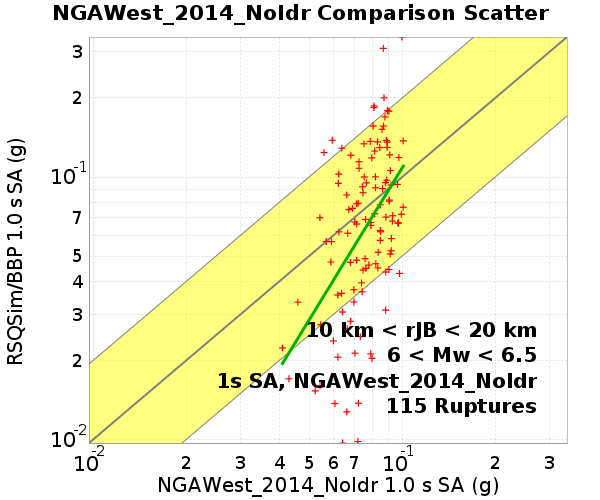 NGAWest_2014_NoIdr Comparison Scatter
3
2
10-1
7
5
4
3
2
10-2
RSQSim/BBP 1.0 s SA (g)
10 km < rJB < 20 km
6 < Mw < 6.5
1s SA, NGAWest_2014_NoIdr
115 Ruptures
10-2 2 3 4 5 6 7 10-1 2 3
NGAWest_2014_NoIdr 1.0 s SA (g)